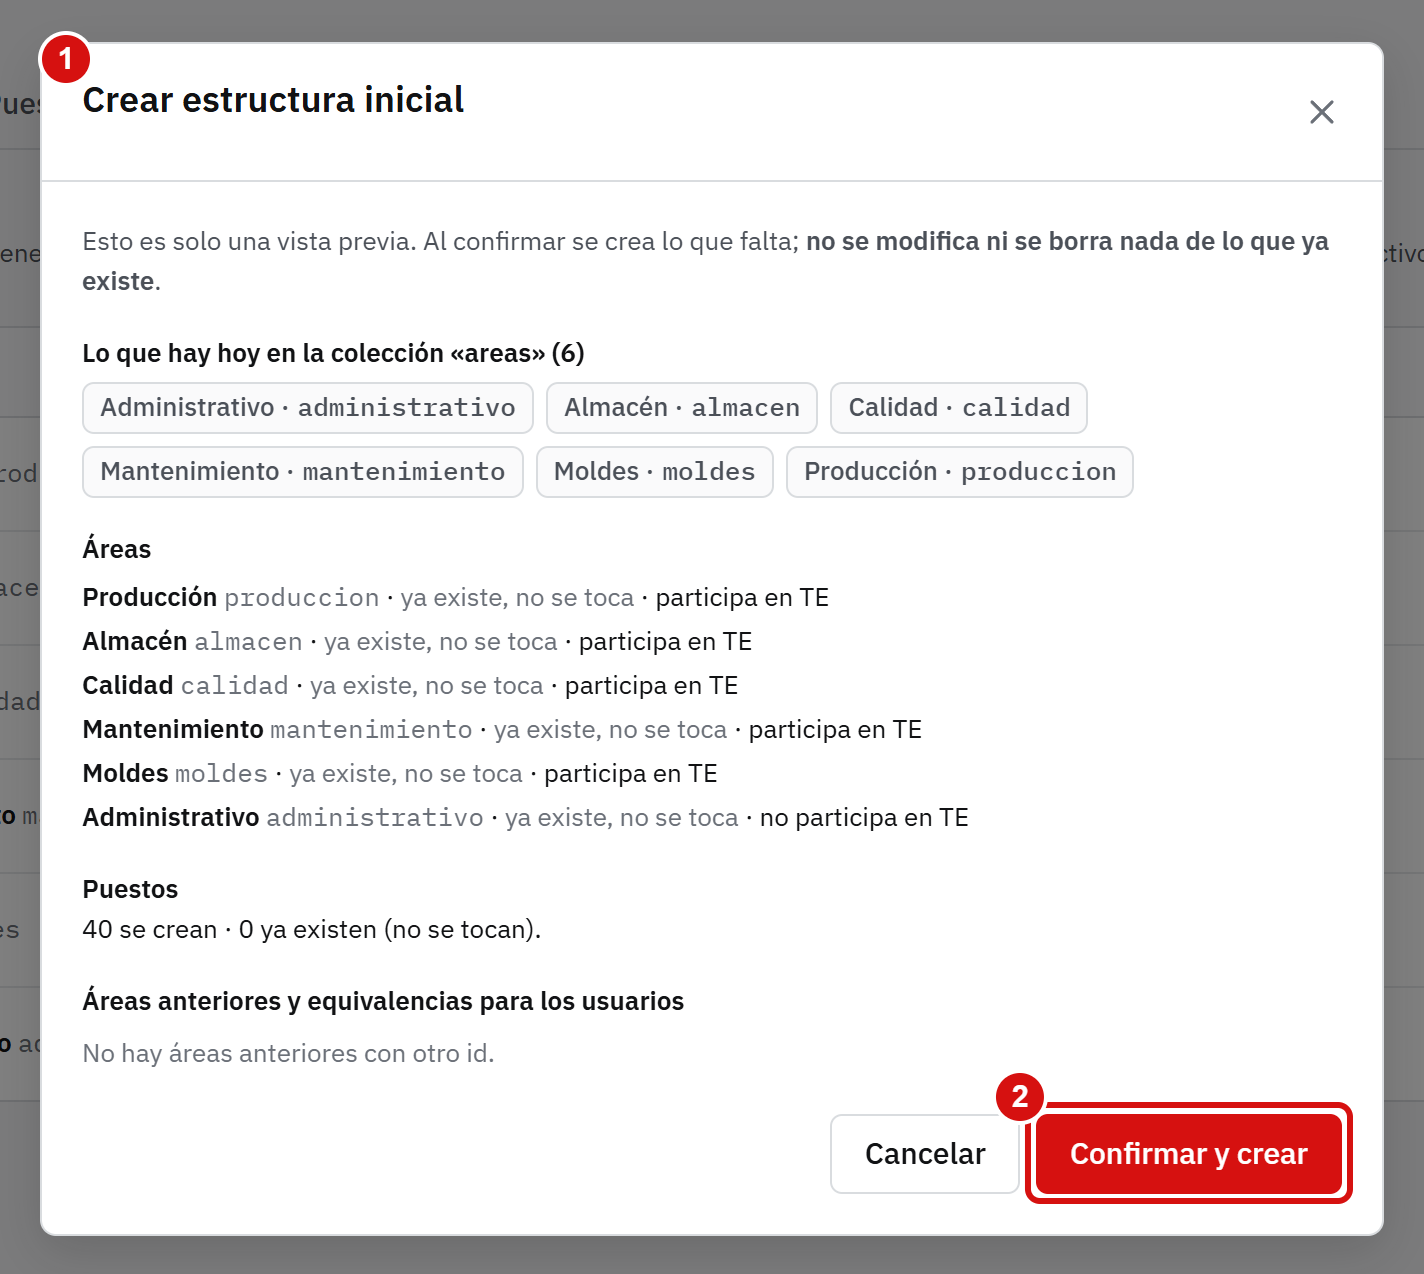 1
Crear estructura inicial
Esto es solo una vista previa. Al confirmar se crea lo que falta; no se modifica ni se borra nada de lo que ya
existe.
Lo que hay hoy en la colección «areas» (6)
Administrativo · administrativo
Almacén · almacen
Calidad · calidad
Mantenimiento · mantenimiento
Moldes · moldes
Producción · produccion
Áreas
Producción produccion · ya existe, no se toca · participa en TE
Almacén almacen · ya existe, no se toca · participa en TE
Calidad calidad · ya existe, no se toca · participa en TE
Mantenimiento mantenimiento · ya existe, no se toca · participa en TE
Moldes moldes · ya existe, no se toca · participa en TE
Administrativo administrativo · ya existe, no se toca · no participa en TE
Puestos
40 se crean · 0 ya existen (no se tocan).
Áreas anteriores y equivalencias para los usuarios
No hay áreas anteriores con otro id.
2
Cancelar
Confirmar y crear